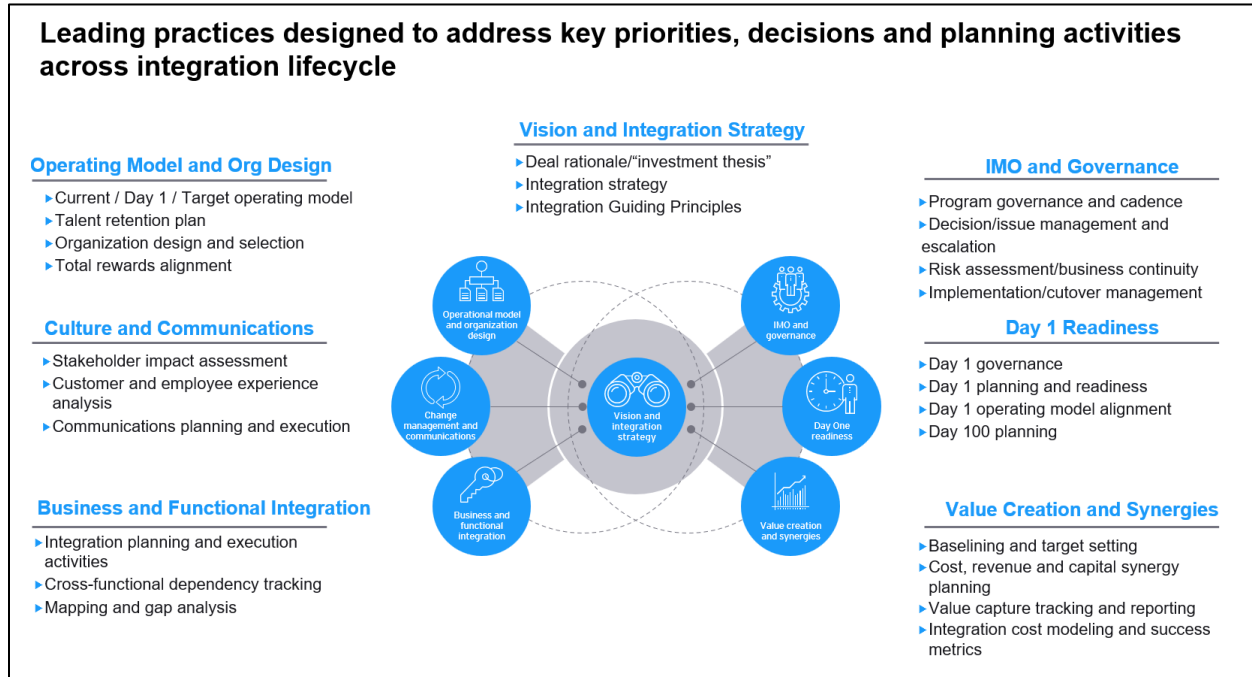 Leading practices designed to address key priorities, decisions and planning activities
across integration lifecycle
Vision and Integration Strategy
▶Deal rationale/“investment thesis”
▶Integration strategy
▶Integration Guiding Principles
Operating Model and Org Design
▶Current / Day 1 / Target operating model
▶Talent retention plan
▶Organization design and selection
▶Total rewards alignment
Culture and Communications
▶Stakeholder impact assessment
▶Customer and employee experience
analysis
▶Communications planning and execution
Business and Functional Integration
▶Integration planning and execution
activities
▶Cross-functional dependency tracking
▶Mapping and gap analysis
Operational model
and organization
design
Change
management and
communications
Business and
functional
integration
Vision and
integration
strategy
IMO and
governance
Day One
readiness
Value creation
and synergies
IMO and Governance
▶Program governance and cadence
▶Decision/issue management and
escalation
▶Risk assessment/business continuity
▶Implementation/cutover management
Day 1 Readiness
▶Day 1 governance
▶Day 1 planning and readiness
▶Day 1 operating model alignment
▶Day 100 planning
Value Creation and Synergies
▶Baselining and target setting
▶Cost, revenue and capital synergy
planning
▶Value capture tracking and reporting
▶Integration cost modeling and success
metrics